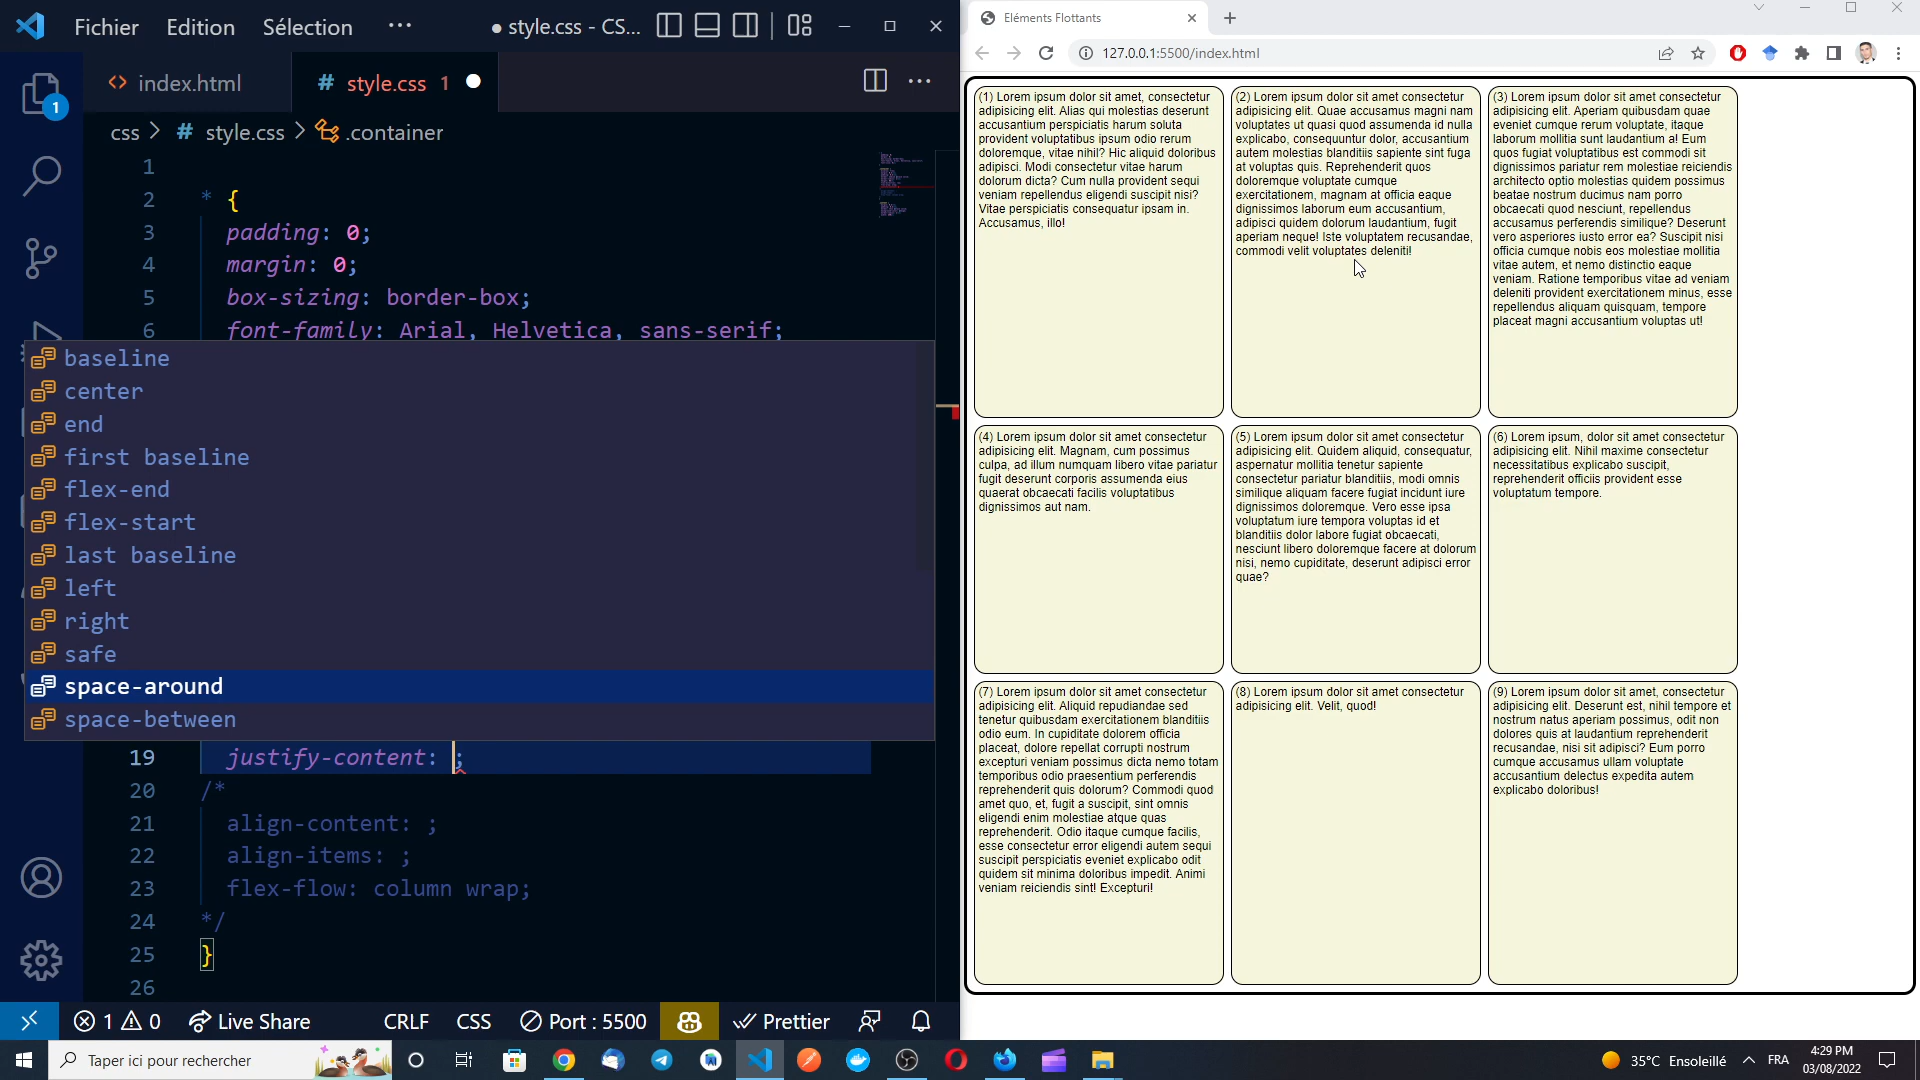 Fichier Edition Sélection ··· ● style.css - CS...
<> index.html # style.css 1
css > # style.css > .container
1
2 * {
3 padding: 0;
4 margin: 0;
5 box-sizing: border-box;
6 font-family: Arial, Helvetica, sans-serif;
1
baseline
center
end
first baseline
flex-end
flex-start
last baseline
left
right
safe
space-around
space-between
19 justify-content: ;
20 /*
21 align-content: ;
22 align-items: ;
23 flex-flow: column wrap;
24 */
25 }
26
1 0 Live Share CRLF CSS Port : 5500 Prettier
Eléments Flottants
127.0.0.1:5500/index.html
(1) Lorem ipsum dolor sit amet, consectetur
adipisicing elit. Alias qui molestias deserunt
accusantium perspiciatis harum soluta
provident voluptatibus ipsum odio rerum
doloremque, vitae nihil? Hic aliquid doloribus
adipisci. Modi consectetur vitae harum
dolorum dicta? Cum nulla provident sequi
veniam repellendus eligendi suscipit nisi?
Vitae perspiciatis consequatur ipsam in.
Accusamus, illo!
(2) Lorem ipsum dolor sit amet consectetur
adipisicing elit. Quae accusamus magni nam
voluptates ut quasi quod assumenda id nulla
explicabo, consequuntur dolor, accusantium
autem molestias blanditiis sapiente sint fuga
at voluptas quis. Reprehenderit quos
doloremque voluptate cumque
exercitationem, magnam at officia eaque
dignissimos laborum eum accusantium,
adipisci quidem dolorum laudantium, fugit
aperiam neque! Iste voluptatem recusandae,
commodi velit voluptates deleniti!
(3) Lorem ipsum dolor sit amet consectetur
adipisicing elit. Aperiam quibusdam quae
eveniet cumque rerum voluptate, itaque
laborum mollitia sunt laudantium a! Eum
quos fugiat voluptatibus est commodi sit
dignissimos pariatur rem molestiae reiciendis
architecto optio molestias quidem possimus
beatae nostrum ducimus nam porro
obcaecati quod nesciunt, repellendus
accusamus perferendis similique? Deserunt
vero asperiores iusto error ea? Suscipit nisi
officia cumque nobis eos molestiae mollitia
vitae autem, et nemo distinctio eaque
veniam. Ratione temporibus vitae ad veniam
deleniti provident exercitationem minus, esse
repellendus aliquam quisquam, tempore
placeat magni accusantium voluptas ut!
(4) Lorem ipsum dolor sit amet consectetur
adipisicing elit. Magnam, cum possimus
culpa, ad illum numquam libero vitae pariatur
fugit deserunt corporis assumenda eius
quaerat obcaecati facilis voluptatibus
dignissimos aut nam.
(5) Lorem ipsum dolor sit amet consectetur
adipisicing elit. Quidem aliquid, consequatur,
aspernatur mollitia tenetur sapiente
consectetur pariatur blanditiis, modi omnis
similique aliquam facere fugiat incidunt iure
dignissimos doloremque. Vero esse ipsa
voluptatum iure tempora voluptas id et
blanditiis dolor labore fugiat obcaecati,
nesciunt libero doloremque facere at dolorum
nisi, nemo cupiditate, deserunt adipisci error
quae?
(6) Lorem ipsum, dolor sit amet consectetur
adipisicing elit. Nihil maxime consectetur
necessitatibus explicabo suscipit,
reprehenderit officiis provident esse
voluptatum tempore.
(7) Lorem ipsum dolor sit amet consectetur
adipisicing elit. Aliquid repudiandae sed
tenetur quibusdam exercitationem blanditiis
odio eum. In cupiditate dolorem officia
placeat, dolore repellat corrupti nostrum
excepturi veniam possimus dicta nemo totam
temporibus odio praesentium perferendis
reprehenderit quis dolorum? Commodi quod
amet quo, et, fugit a suscipit, sint omnis
eligendi enim molestiae atque quas
reprehenderit. Odio itaque cumque facilis,
esse consectetur error eligendi autem sequi
suscipit perspiciatis eveniet explicabo odit
quidem sit minima doloribus impedit. Animi
veniam reiciendis sint! Excepturi!
(8) Lorem ipsum dolor sit amet consectetur
adipisicing elit. Velit, quod!
(9) Lorem ipsum dolor sit amet, consectetur
adipisicing elit. Deserunt est, nihil tempore et
nostrum natus aperiam possimus, odit non
dolores quis at laudantium reprehenderit
recusandae, nisi sit adipisci? Eum porro
cumque accusamus ullam voluptate
accusantium delectus expedita autem
explicabo doloribus!
Taper ici pour rechercher
35°C Ensoleillé FRA 4:29 PM
03/08/2022